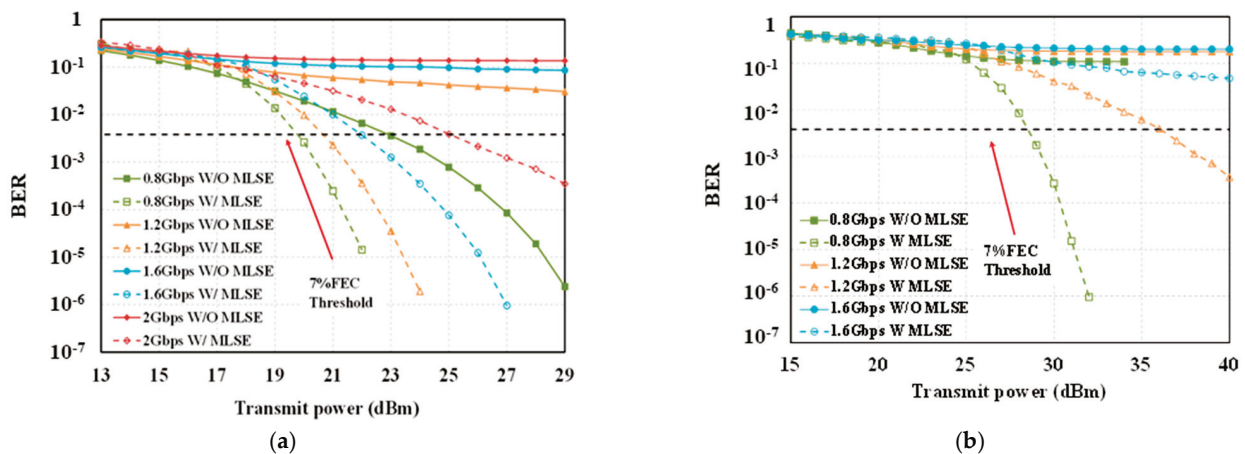 1
10-1
10-2
10-3
10-4
10-5
10-6
10-7
BER
0.8Gbps W/O MLSE
0.8Gbps W/ MLSE
1.2Gbps W/O MLSE
1.2Gbps W/ MLSE
1.6Gbps W/O MLSE
1.6Gbps W/ MLSE
2Gbps W/O MLSE
2Gbps W/ MLSE
7%FEC
Threshold
13 15 17 19 21 23 25 27 29
Transmit power (dBm)
(a)
1
10-1
10-2
10-3
10-4
10-5
10-6
10-7
BER
0.8Gbps W/O MLSE
0.8Gbps W MLSE
1.2Gbps W/O MLSE
1.2Gbps W MLSE
1.6Gbps W/O MLSE
1.6Gbps W MLSE
7%FEC
Threshold
15 20 25 30 35 40
Transmit power (dBm)
(b)